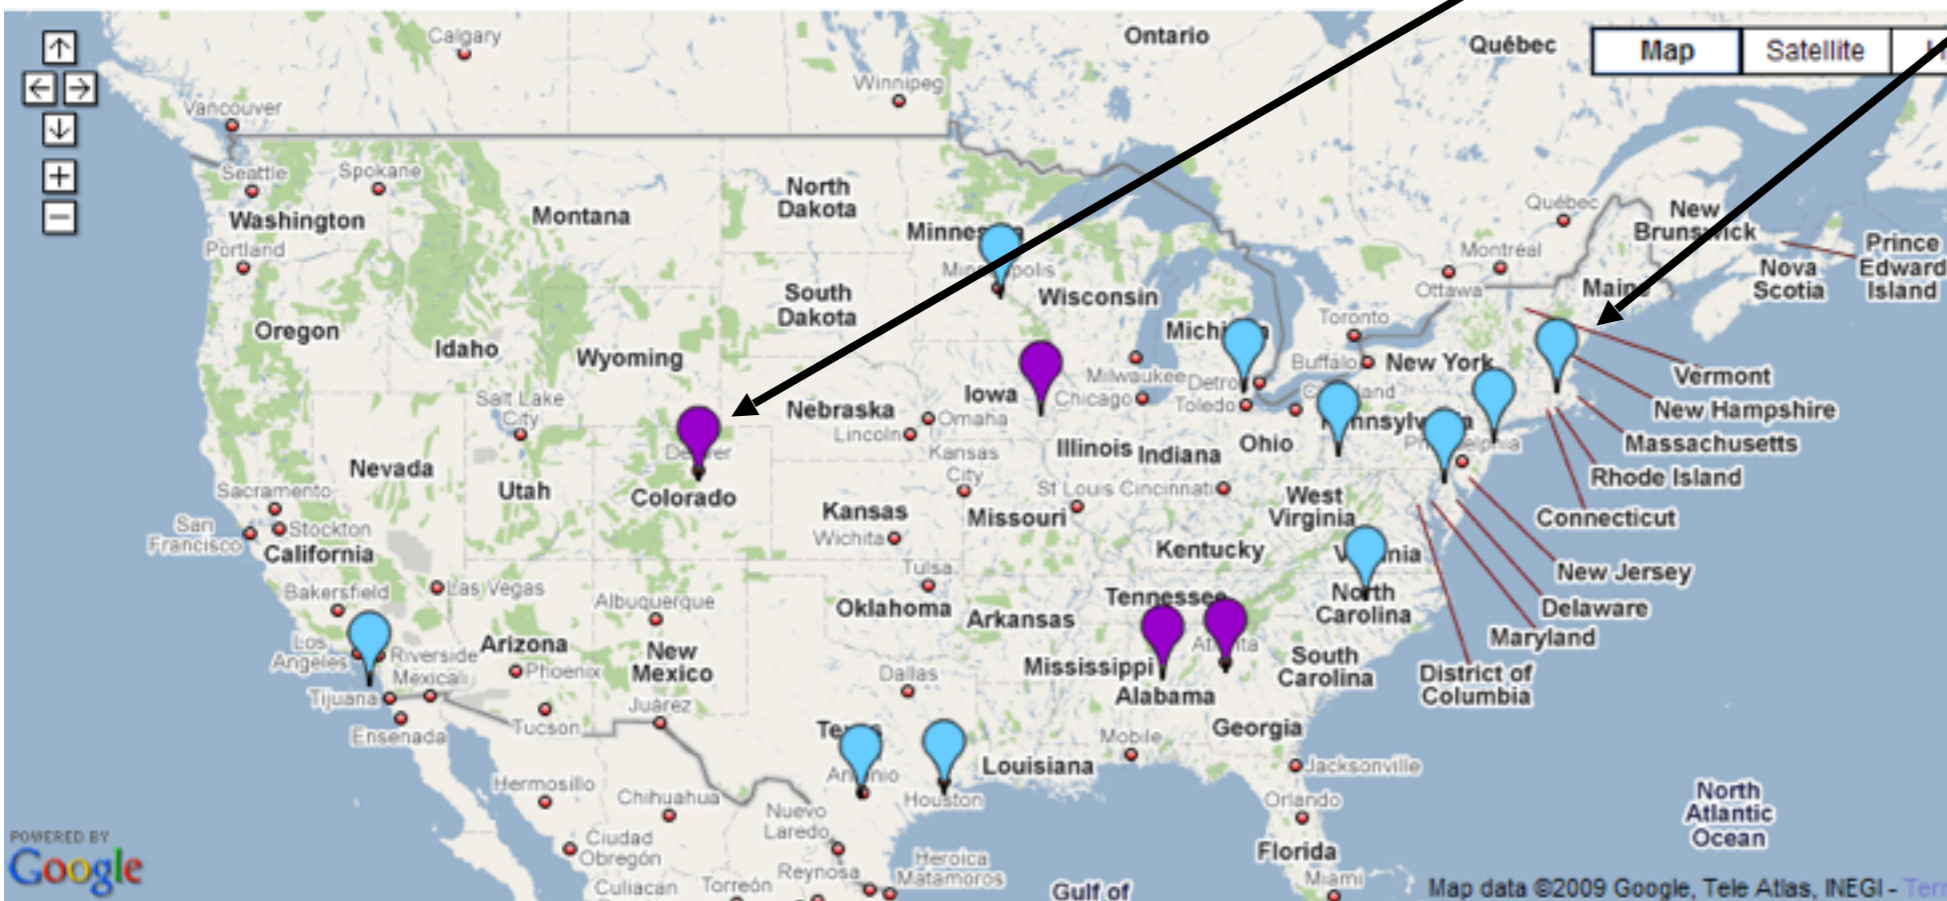 Calgary
Ontario
Québec
Map
Satellite
Winnipeg
Vancouver
Seattle
Spokane
Washington
Montana
North
Dakota
Québec
New
Brunswick
Prince
Edward
Island
Nova
Scotia
Portland
Montréal
Ottawa
Maine
South
Dakota
Wisconsin
Oregon
Idaho
Wyoming
Toronto
Buffalo
New York
Vermont
Milwaukee
Iowa
Chicago
Toledo
Salt Lake
City
Nebraska
Omaha
Lincoln
New Hampshire
Massachusetts
Rhode Island
Connecticut
Illinois
Indiana
Ohio
Kansas
City
Nevada
Utah
Colorado
Sacramento
San
Francisco
Stockton
California
St Louis
Cincinnati
West
Virginia
Kansas
Missouri
Wichita
Kentucky
New Jersey
Delaware
Maryland
District of
Columbia
Bakersfield
Las Vegas
Albuquerque
Tulsa
Oklahoma
Arkansas
Tennessee
North
Carolina
Los
Angeles
Riverside
Arizona
New
Mexico
Phoenix
Mexicali
Tijuana
Mississippi
Alabama
South
Carolina
Dallas
Juárez
Tucson
Ensenada
Georgia
Mobile
Louisiana
Houston
Jacksonville
Orlando
Hermosillo
Chihuahua
Nuevo
Laredo
North
Atlantic
Ocean
Ciudad
Obregón
Florida
Miami
Reynosa
Heroica
Matamoros
Culiacan
Torreón
Gulf of
POWERED BY
Google
Map data ©2009 Google, Tele Atlas, INEGI -